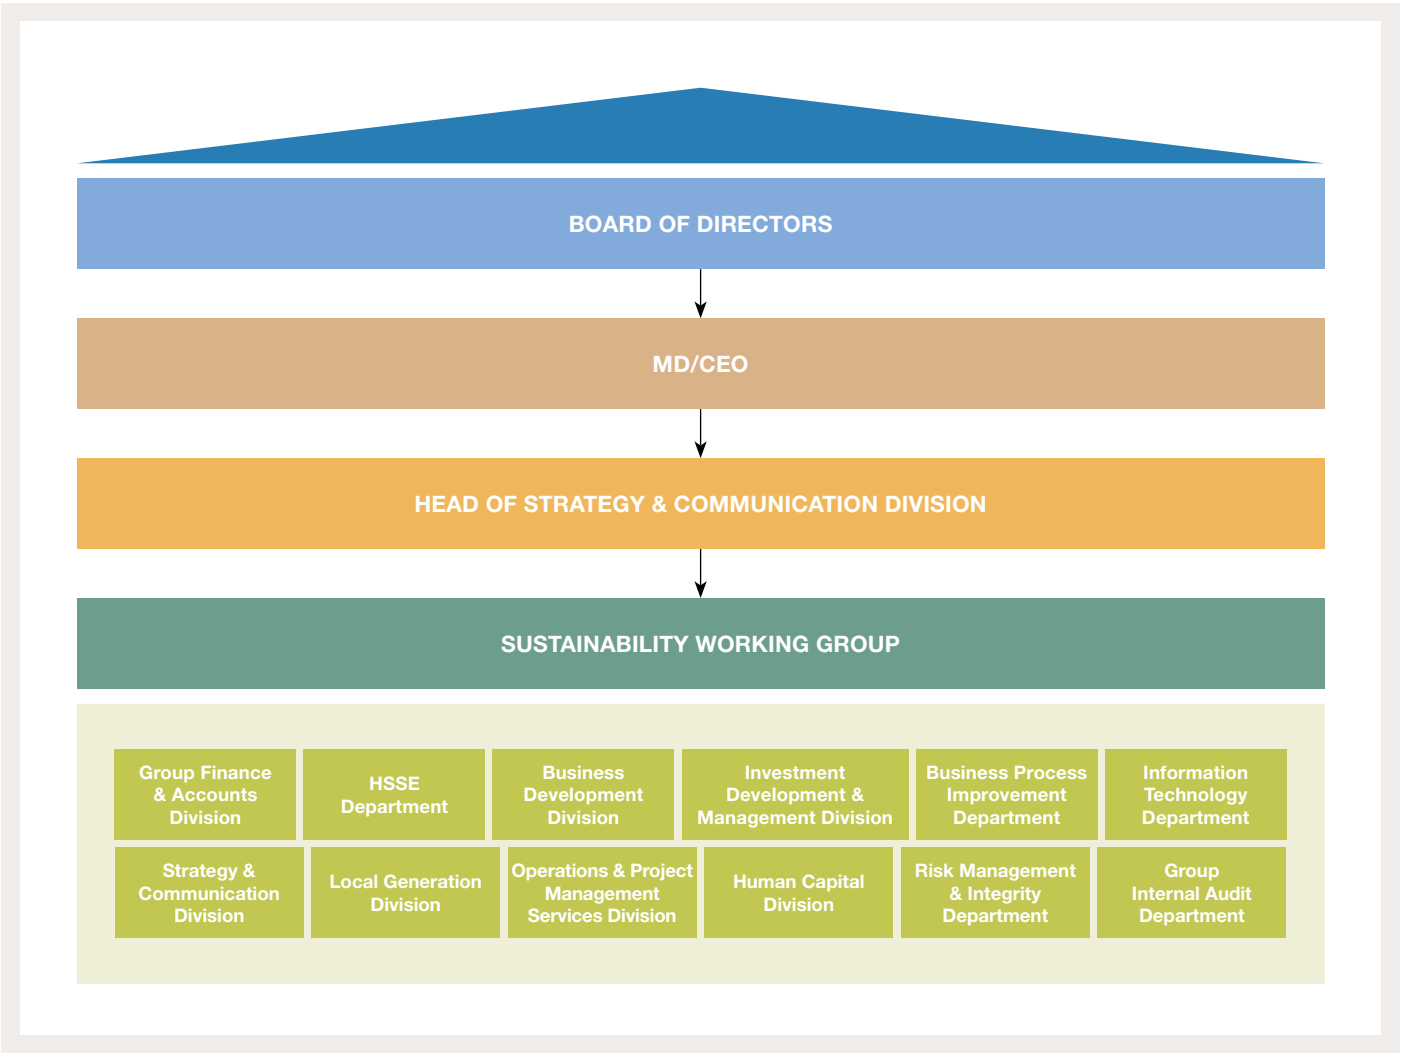 BOARD OF DIRECTORS
MD/CEO
HEAD OF STRATEGY & COMMUNICATION DIVISION
SUSTAINABILITY WORKING GROUP
Group Finance
& Accounts
Division
HSSE
Department
Business
Development
Division
Investment
Development &
Management Division
Business Process
Improvement
Department
Information
Technology
Department
Strategy &
Communication
Division
Local Generation
Division
Operations & Project
Management
Services Division
Human Capital
Division
Risk Management
& Integrity
Department
Group
Internal Audit
Department